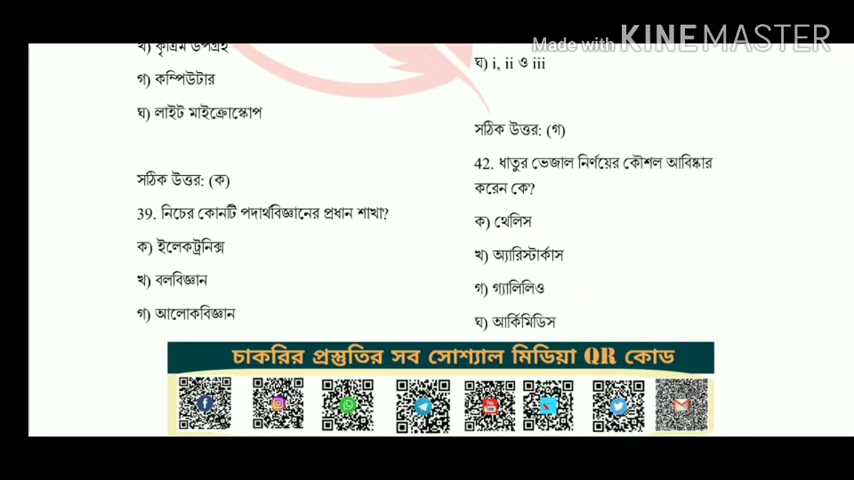 Made with KINEMASTER
খ) কৃত্রিম উপগ্রহ
গ) কম্পিউটার
ঘ) লাইট মাইক্রোস্কোপ
সঠিক উত্তর: (ক)
39. নিচের কোনটি পদার্থবিজ্ঞানের প্রধান শাখা?
ক) ইলেকট্রনিক্স
খ) বলবিজ্ঞান
গ) আলোকবিজ্ঞান
ঘ) i, ii ও iii
সঠিক উত্তর: (গ)
42. ধাতুর ভেজাল নির্ণয়ের কৌশল আবিষ্কার
করেন কে?
ক) থেলিস
খ) অ্যারিস্টার্কাস
গ) গ্যালিলিও
ঘ) আর্কিমিডিস
চাকরির প্রস্তুতির সব সোশ্যাল মিডিয়া QR কোড